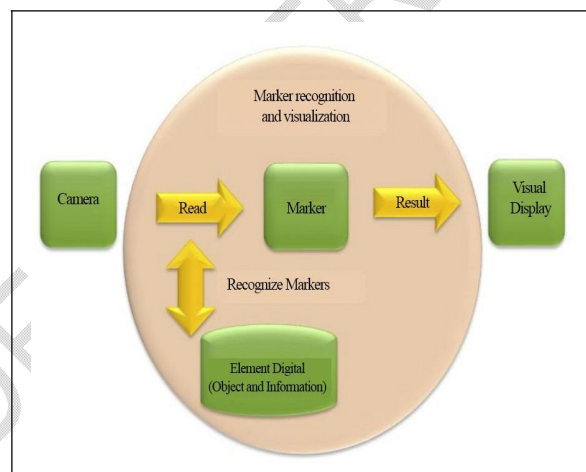 Marker recognition
and visualization
Camera
Read
Marker
Result
Visual
Display
Recognize Markers
Element Digital
(Object and Information)